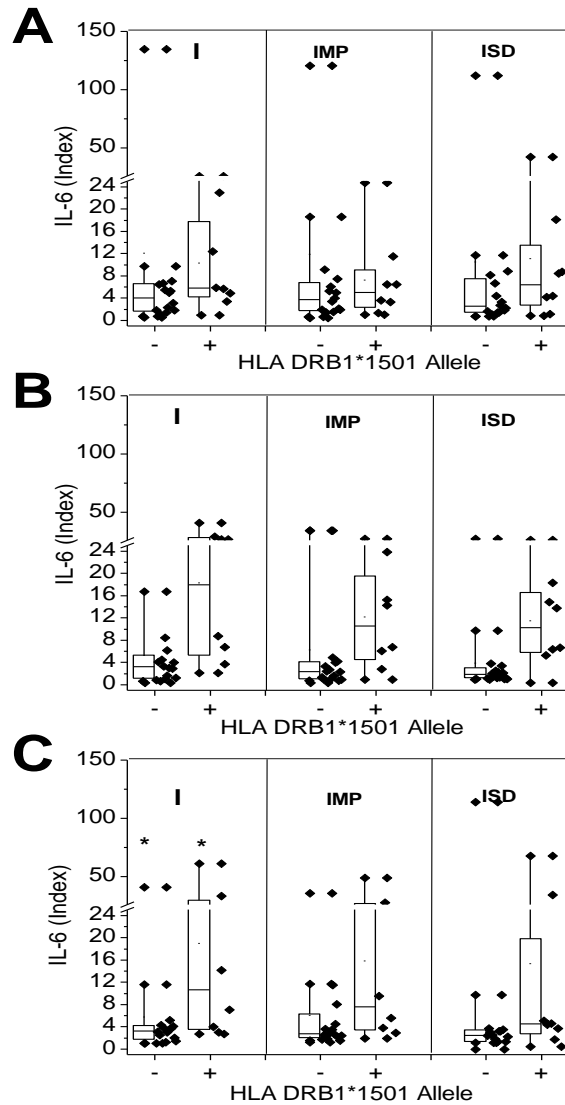 A
I IMP ISD
150
100
50
24
20
16
12
8
4
0
IL-6 (Index)
- + - + - +
HLA DRB1*1501 Allele
B
I IMP ISD
150
100
50
24
20
16
12
8
4
0
IL-6 (Index)
- + - + - +
HLA DRB1*1501 Allele
C
I IMP ISD
150
100
50
24
20
16
12
8
4
0
IL-6 (Index)
* *
- + - + - +
HLA DRB1*1501 Allele